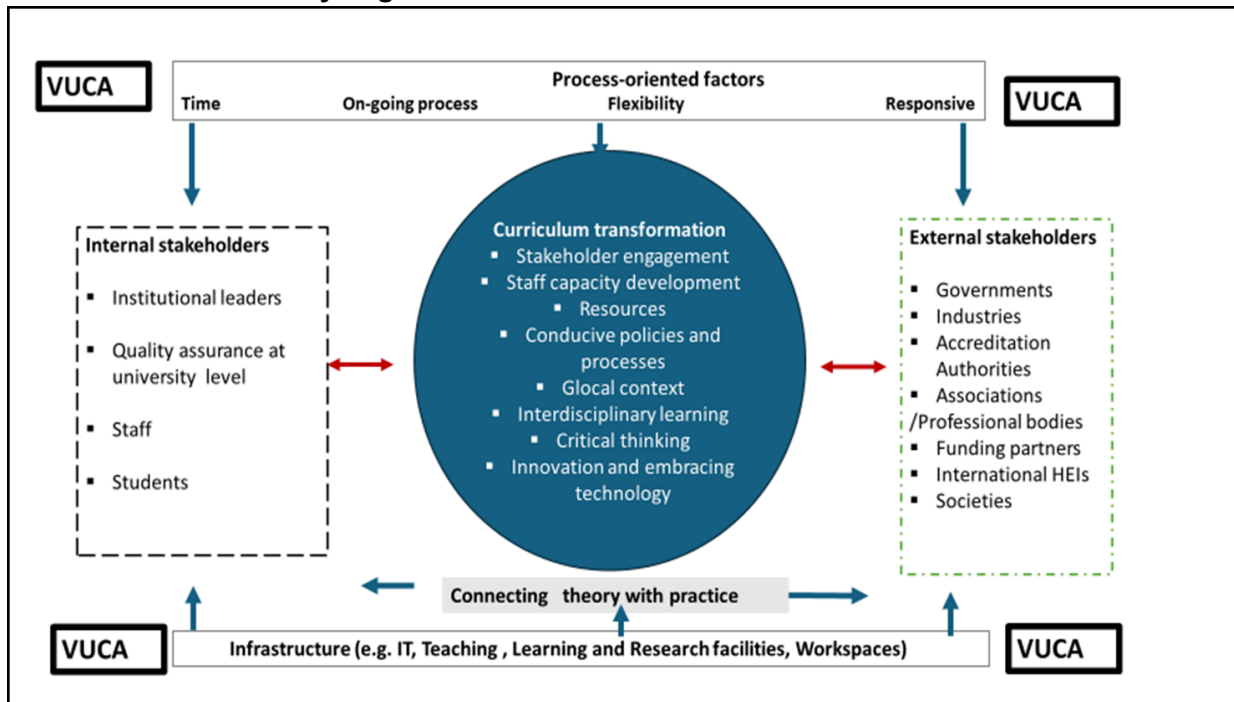 VUCA
Process-oriented factors
Time On-going process Flexibility Responsive
VUCA
Internal stakeholders
▪ Institutional leaders
▪ Quality assurance at
university level
▪ Staff
▪ Students
Curriculum transformation
▪ Stakeholder engagement
▪ Staff capacity development
▪ Resources
▪ Conducive policies and
processes
▪ Glocal context
▪ Interdisciplinary learning
▪ Critical thinking
▪ Innovation and embracing
technology
External stakeholders
▪ Governments
▪ Industries
▪ Accreditation
Authorities
▪ Associations
/Professional bodies
▪ Funding partners
▪ International HEIs
▪ Societies
Connecting theory with practice
VUCA
Infrastructure (e.g. IT, Teaching , Learning and Research facilities, Workspaces)
VUCA